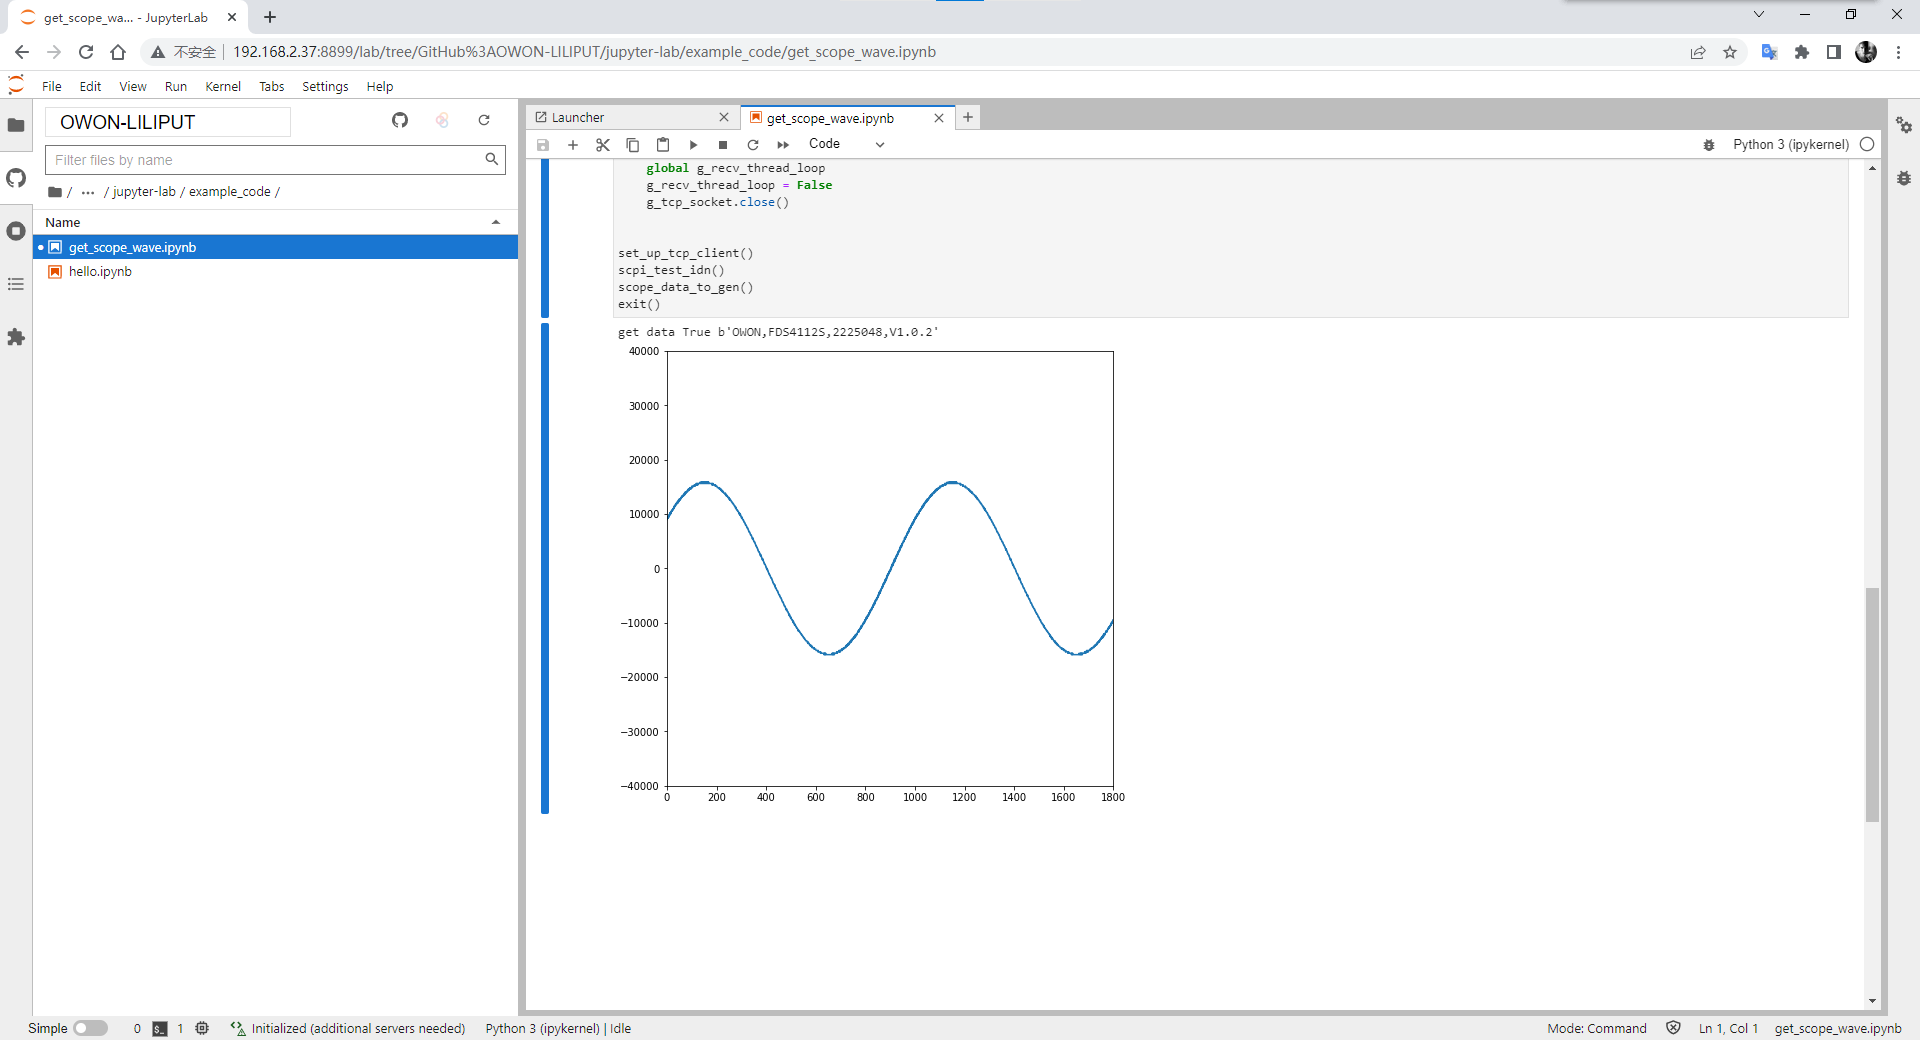 get_scope_wa... - JupyterLab
不安全 192.168.2.37:8899/lab/tree/GitHub%3AOWON-LILIPUT/jupyter-lab/example_code/get_scope_wave.ipynb
File Edit View Run Kernel Tabs Settings Help
OWON-LILIPUT
Filter files by name
/ ... / jupyter-lab / example_code /
Name
get_scope_wave.ipynb
hello.ipynb
Launcher
get_scope_wave.ipynb
Code
Python 3 (ipykernel)
global g_recv_thread_loop
g_recv_thread_loop = False
g_tcp_socket.close()
set_up_tcp_client()
scpi_test_idn()
scope_data_to_gen()
exit()
get data True b'OWON,FDS4112S,2225048,V1.0.2'
40000
30000
20000
10000
0
−10000
−20000
−30000
−40000
0 200 400 600 800 1000 1200 1400 1600 1800
Simple 0 $_ 1 Initialized (additional servers needed) Python 3 (ipykernel) | Idle Mode: Command Ln 1, Col 1 get_scope_wave.ipynb